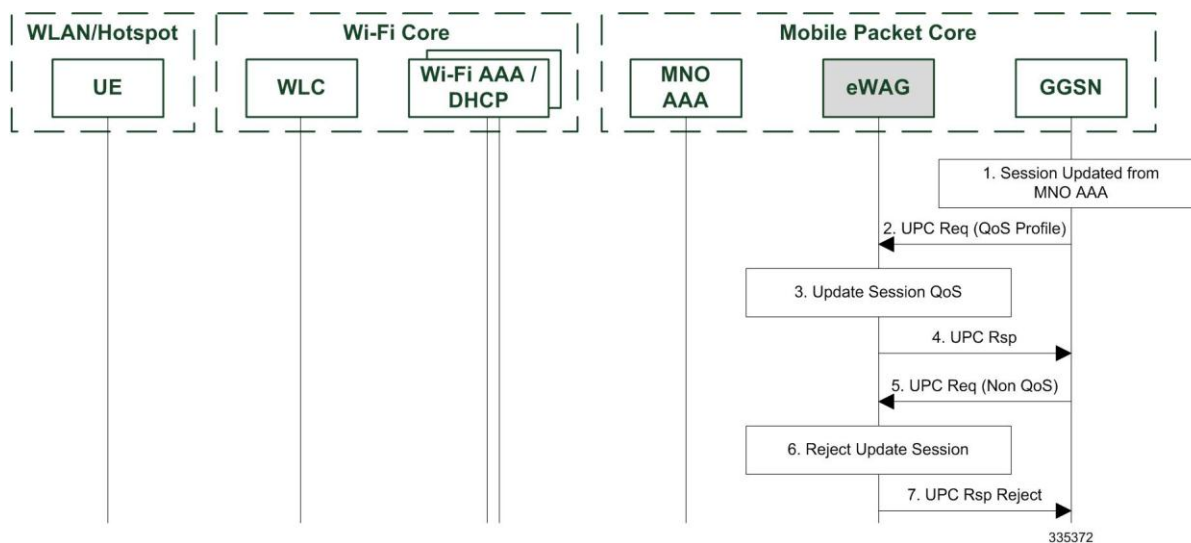 WLAN/Hotspot
Wi-Fi Core
Mobile Packet Core
UE
WLC
Wi-Fi AAA /
DHCP
MNO
AAA
eWAG
GGSN
1. Session Updated from
MNO AAA
2. UPC Req (QoS Profile)
3. Update Session QoS
4. UPC Rsp
5. UPC Req (Non QoS)
6. Reject Update Session
7. UPC Rsp Reject
335372